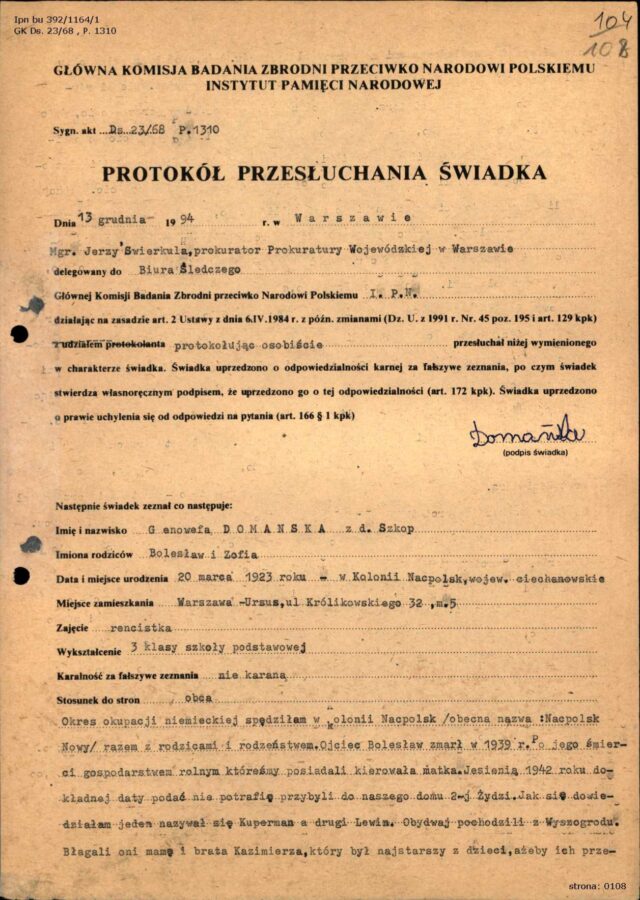 Ipn bu 392/1164/1
GK Ds. 23/68 , P. 1310
104
108
GŁÓWNA KOMISJA BADANIA ZBRODNI PRZECIWKO NARODOWI POLSKIEMU
INSTYTUT PAMIĘCI NARODOWEJ
Sygn. akt Ds 23/68 P.1310
PROTOKÓŁ PRZESŁUCHANIA ŚWIADKA
Dnia 13 grudnia 19 94 r. w Warszawie
Mgr. Jerzy Świerkula,prokurator Prokuratury Wojewódzkiej w Warszawie
delegowany do Biura Śledczego
Głównej Komisji Badania Zbrodni przeciwko Narodowi Polskiemu I.P.N.
działając na zasadzie art. 2 Ustawy z dnia 6.IV.1984 r. z późn. zmianami (Dz. U. z 1991 r. Nr. 45 poz. 195 i art. 129 kpk)
z udziałem protokolanta protokołując osobiście przesłuchał niżej wymienionego
w charakterze świadka. Świadka uprzedzono o odpowiedzialności karnej za fałszywe zeznania, po czym świadek
stwierdza własnoręcznym podpisem, że uprzedzono go o tej odpowiedzialności (art. 172 kpk). Świadka uprzedzono
o prawie uchylenia się od odpowiedzi na pytania (art. 166 § 1 kpk)
Domańska
(podpis świadka)
Następnie świadek zeznał co następuje:
Imię i nazwisko Genowefa DOMANSKA z d. Szkop
Imiona rodziców Bolesław i Zofia
Data i miejsce urodzenia 20 marca 1923 roku - w Kolonii Nacpolsk,wojew. ciechanowskie
Miejsce zamieszkania Warszawa -Ursus,ul Królikowskiego 32 ,m.5
Zajęcie rencistka
Wykształcenie 3 klasy szkoły podstawowej
Karalność za fałszywe zeznania nie karana
Stosunek do stron obca
Okres okupacji niemieckiej spędziłam w kolonii Nacpolsk /obecna nazwa :Nacpolsk
Nowy/ razem z rodzicami i rodzeństwem.Ojciec Bolesław zmarł w 1939 r.Po jego śmier-
ci gospodarstwem rolnym któreśmy posiadali kierowała matka.Jesienią 1942 roku do-
kładnej daty podać nie potrafię przybyli do naszego domu 2-j Żydzi.Jak się dowie-
działam jeden nazywał się Kuperman a drugi Lewin. Obydwaj pochodzili z Wyszogrodu.
Błagali oni mamę i brata Kazimierza,który był najstarszy z dzieci,ażeby ich prze-
strona: 0108